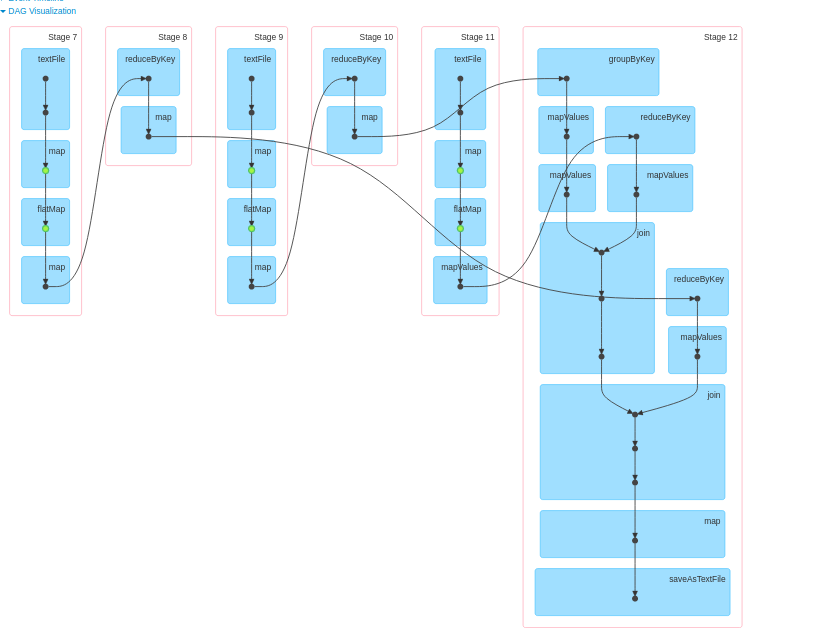 DAG Visualization
Stage 7
textFile
map
flatMap
map
Stage 8
reduceByKey
map
Stage 9
textFile
map
flatMap
map
Stage 10
reduceByKey
map
Stage 11
textFile
map
flatMap
mapValues
Stage 12
groupByKey
mapValues
reduceByKey
mapValues
mapValues
join
reduceByKey
mapValues
join
map
saveAsTextFile